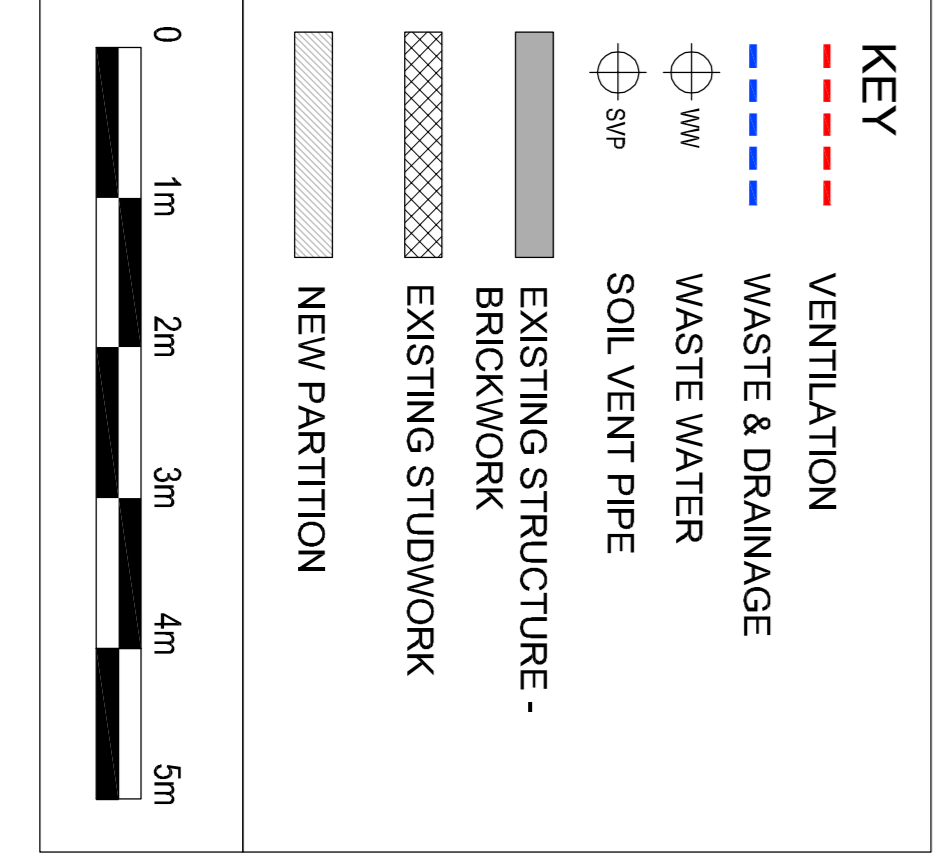 KEY
VENTILATION
WASTE & DRAINAGE
WW WASTE WATER
SVP SOIL VENT PIPE
EXISTING STRUCTURE -
BRICKWORK
EXISTING STUDWORK
NEW PARTITION
0 1m 2m 3m 4m 5m